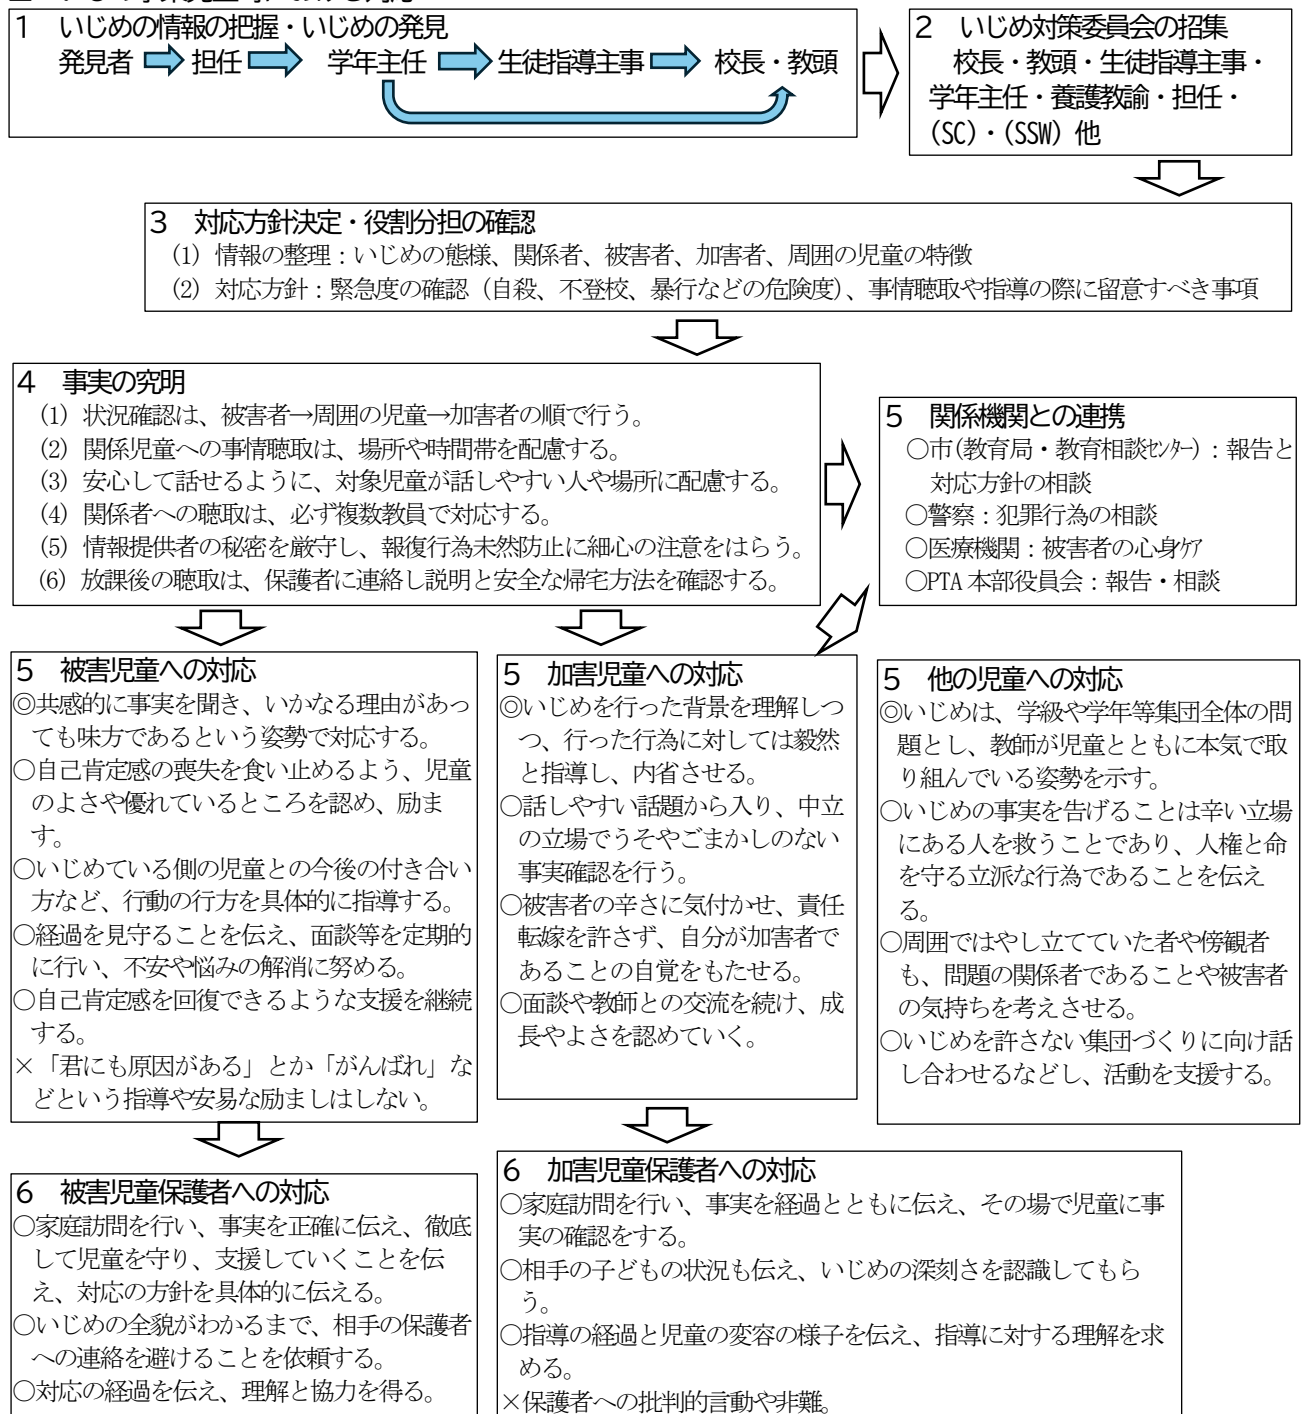 1　いじめの情報の把握・いじめの発見
発見者 担任 学年主任 生徒指導主事 校長・教頭
2　いじめ対策委員会の招集
校長・教頭・生徒指導主事・
学年主任・養護教諭・担任・
(SC)・(SSW) 他
3　対応方針決定・役割分担の確認
(1) 情報の整理：いじめの態様、関係者、被害者、加害者、周囲の児童の特徴
(2) 対応方針：緊急度の確認（自殺、不登校、暴行などの危険度）、事情聴取や指導の際に留意すべき事項
4　事実の究明
(1) 状況確認は、被害者→周囲の児童→加害者の順で行う。
(2) 関係児童への事情聴取は、場所や時間帯を配慮する。
(3) 安心して話せるように、対象児童が話しやすい人や場所に配慮する。
(4) 関係者への聴取は、必ず複数教員で対応する。
(5) 情報提供者の秘密を厳守し、報復行為未然防止に細心の注意をはらう。
(6) 放課後の聴取は、保護者に連絡し説明と安全な帰宅方法を確認する。
5　関係機関との連携
○市(教育局・教育相談ｾﾝﾀｰ)：報告と
対応方針の相談
○警察：犯罪行為の相談
○医療機関：被害者の心身ｹｱ
○PTA 本部役員会：報告・相談
5　被害児童への対応
◎共感的に事実を聞き、いかなる理由があっ
ても味方であるという姿勢で対応する。
○自己肯定感の喪失を食い止めるよう、児童
のよさや優れているところを認め、励ま
す。
○いじめている側の児童との今後の付き合い
方など、行動の行方を具体的に指導する。
○経過を見守ることを伝え、面談等を定期的
に行い、不安や悩みの解消に努める。
○自己肯定感を回復できるような支援を継続
する。
×「君にも原因がある」とか「がんばれ」な
どという指導や安易な励ましはしない。
5　加害児童への対応
◎いじめを行った背景を理解しつ
つ、行った行為に対しては毅然
と指導し、内省させる。
○話しやすい話題から入り、中立
の立場でうそやごまかしのない
事実確認を行う。
○被害者の辛さに気付かせ、責任
転嫁を許さず、自分が加害者で
あることの自覚をもたせる。
○面談や教師との交流を続け、成
長やよさを認めていく。
5　他の児童への対応
◎いじめは、学級や学年等集団全体の問
題とし、教師が児童とともに本気で取
り組んでいる姿勢を示す。
○いじめの事実を告げることは辛い立場
にある人を救うことであり、人権と命
を守る立派な行為であることを伝え
る。
○周囲ではやし立てていた者や傍観者
も、問題の関係者であることや被害者
の気持ちを考えさせる。
○いじめを許さない集団づくりに向け話
し合わせるなどし、活動を支援する。
6　被害児童保護者への対応
○家庭訪問を行い、事実を正確に伝え、徹底
して児童を守り、支援していくことを伝
え、対応の方針を具体的に伝える。
○いじめの全貌がわかるまで、相手の保護者
への連絡を避けることを依頼する。
○対応の経過を伝え、理解と協力を得る。
6　加害児童保護者への対応
○家庭訪問を行い、事実を経過とともに伝え、その場で児童に事
実の確認をする。
○相手の子どもの状況も伝え、いじめの深刻さを認識してもら
う。
○指導の経過と児童の変容の様子を伝え、指導に対する理解を求
める。
×保護者への批判的言動や非難。